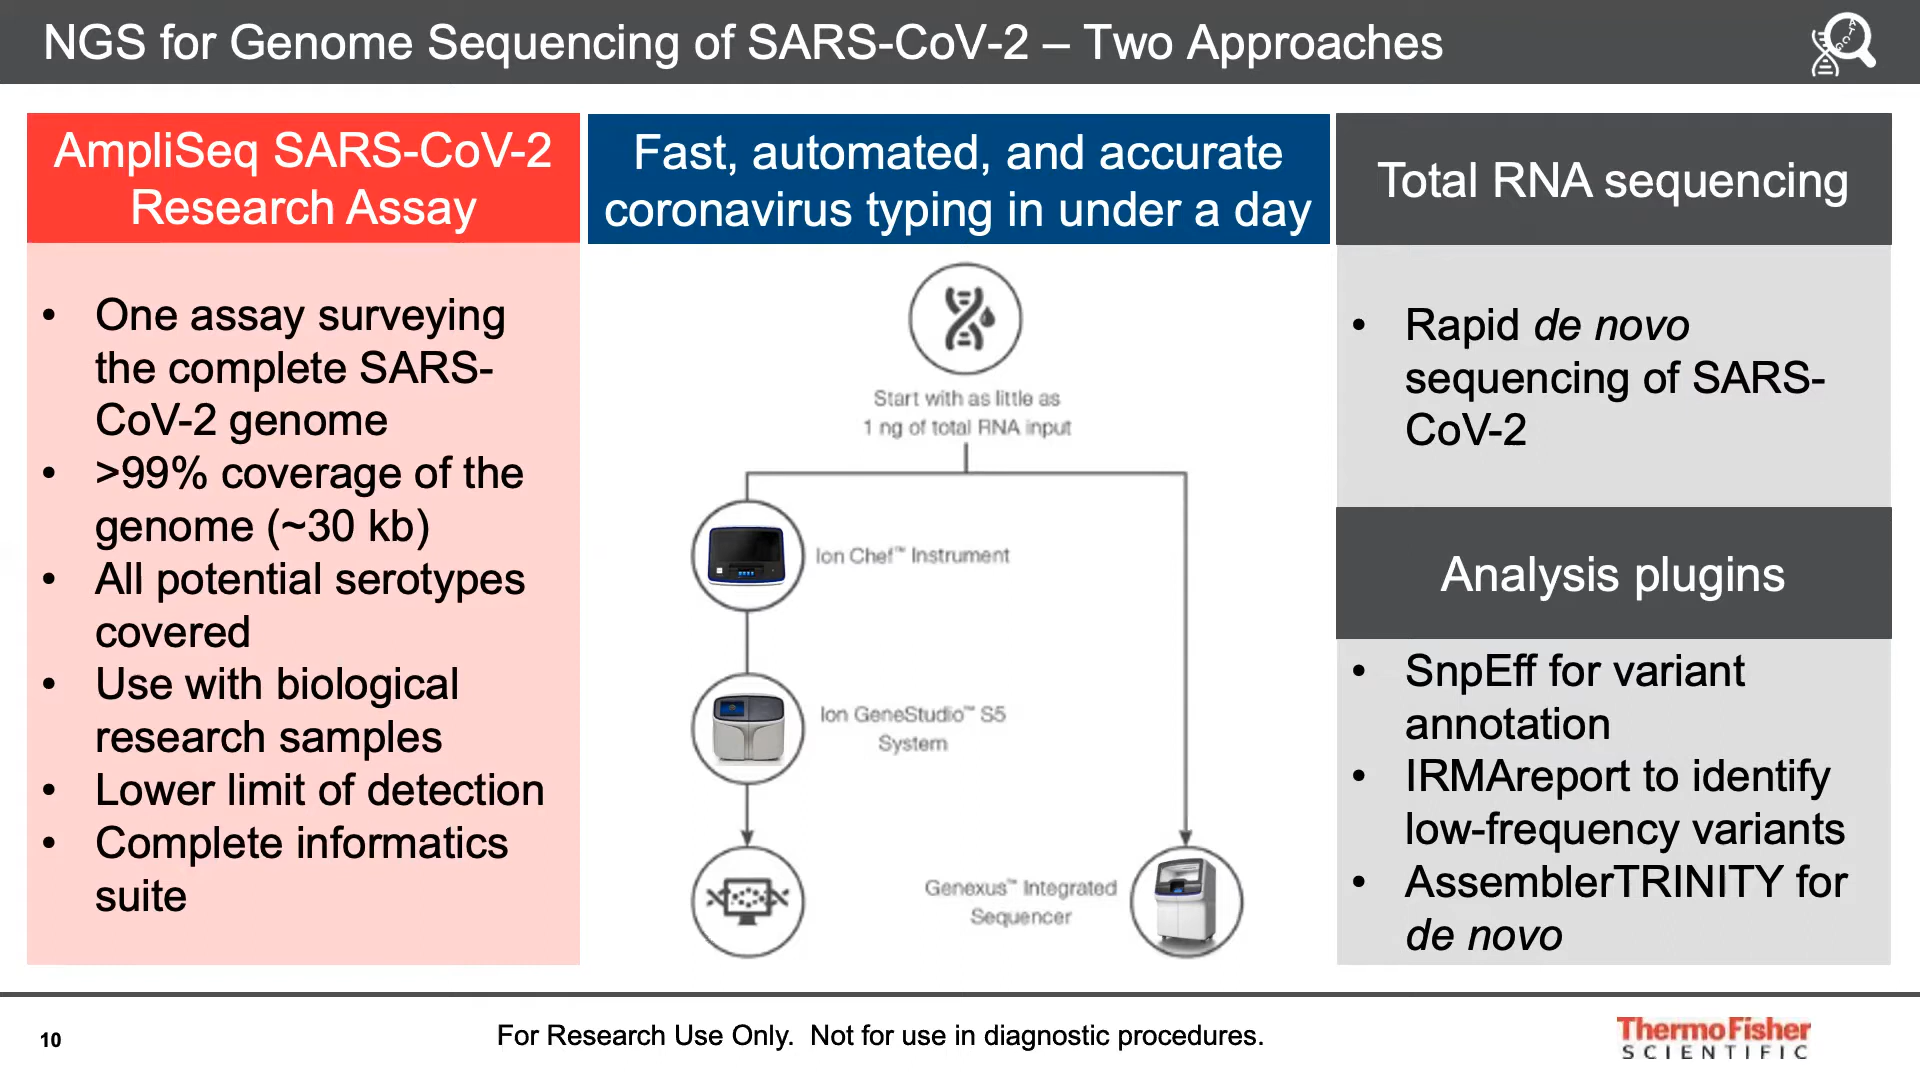 NGS for Genome Sequencing of SARS-CoV-2 – Two Approaches
AmpliSeq SARS-CoV-2
Research Assay
• One assay surveying
the complete SARS-
CoV-2 genome
• >99% coverage of the
genome (~30 kb)
• All potential serotypes
covered
• Use with biological
research samples
• Lower limit of detection
• Complete informatics
suite
Fast, automated, and accurate
coronavirus typing in under a day
Start with as little as
1 ng of total RNA input
Ion Chef™ Instrument
Ion GeneStudio™ S5
System
Genexus™ Integrated
Sequencer
Total RNA sequencing
• Rapid de novo
sequencing of SARS-
CoV-2
Analysis plugins
• SnpEff for variant
annotation
• IRMAreport to identify
low-frequency variants
• AssemblerTRINITY for
de novo
10
For Research Use Only.  Not for use in diagnostic procedures.
ThermoFisher
SCIENTIFIC